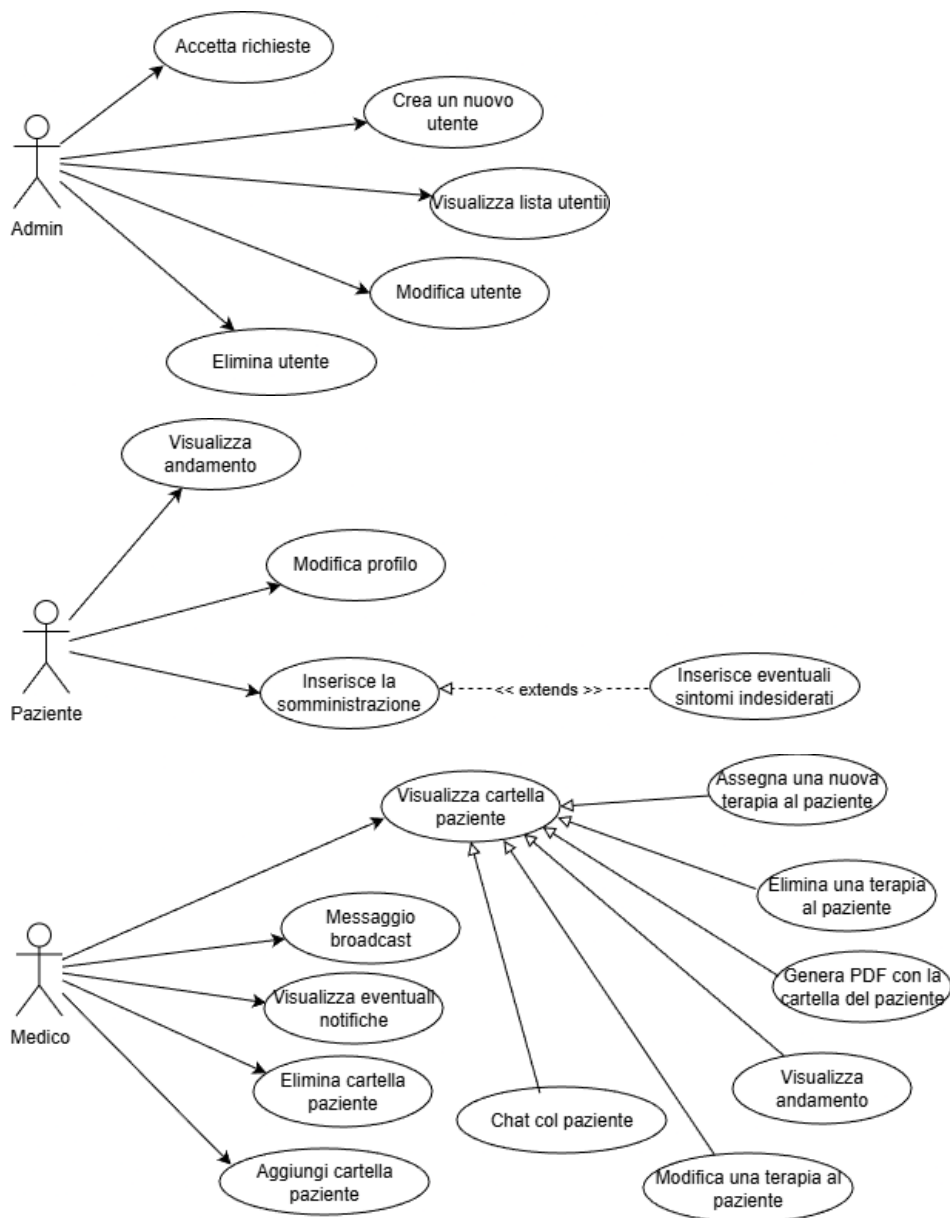 Accetta richieste
Crea un nuovo
utente
Visualizza lista utentii
Admin
Modifica utente
Elimina utente
Visualizza
andamento
Modifica profilo
Paziente
Inserisce la
somministrazione
<< extends >>
Inserisce eventuali
sintomi indesiderati
Visualizza cartella
paziente
Assegna una nuova
terapia al paziente
Elimina una terapia
al paziente
Messaggio
broadcast
Genera PDF con la
cartella del paziente
Visualizza eventuali
notifiche
Medico
Elimina cartella
paziente
Visualizza
andamento
Chat col paziente
Aggiungi cartella
paziente
Modifica una terapia al
paziente